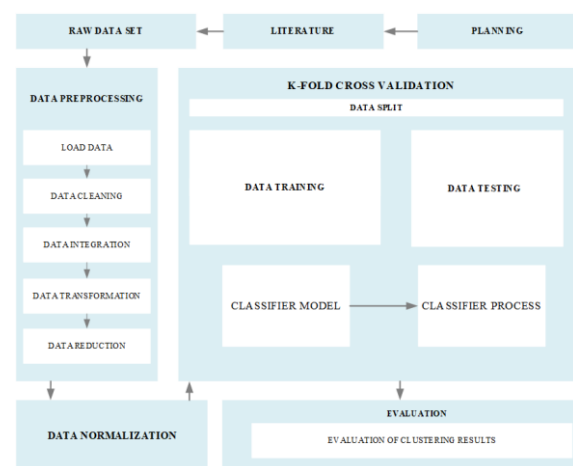 RAW DATA SET
LITERATURE
PLANNING
DATA PREPROCESSING
LOAD DATA
DATA CLEANING
DATA INTEGRATION
DATA TRANSFORMATION
DATA REDUCTION
K-FOLD CROSS VALIDATION
DATA SPLIT
DATA TRAINING
DATA TESTING
CLASSIFIER MODEL
CLASSIFIER PROCESS
DATA NORMALIZATION
EVALUATION
EVALUATION OF CLUSTERING RESULTS